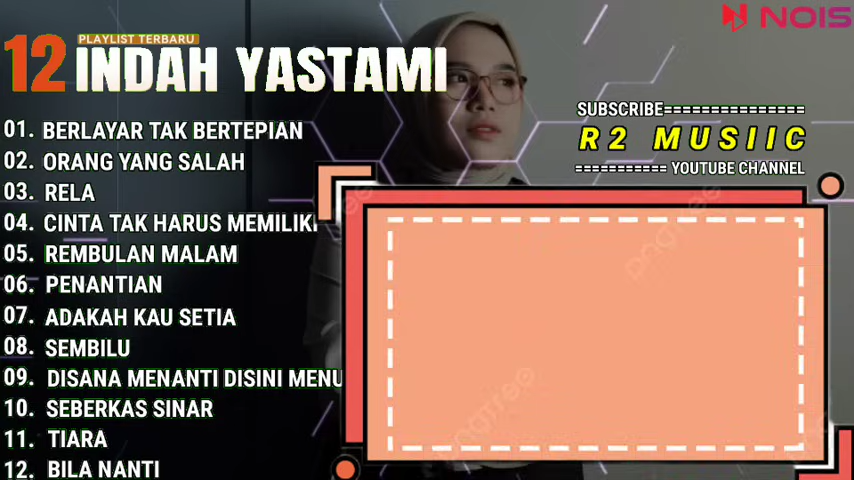 NOIS
PLAYLIST TERBARU
12 INDAH YASTAMI
SUBSCRIBE===============
R2 MUSIIC
=========== YOUTUBE CHANNEL
01. BERLAYAR TAK BERTEPIAN
02. ORANG YANG SALAH
03. RELA
04. CINTA TAK HARUS MEMILIKI
05. REMBULAN MALAM
06. PENANTIAN
07. ADAKAH KAU SETIA
08. SEMBILU
09. DISANA MENANTI DISINI MENU
10. SEBERKAS SINAR
11. TIARA
12. BILA NANTI
pngtree
pngtree